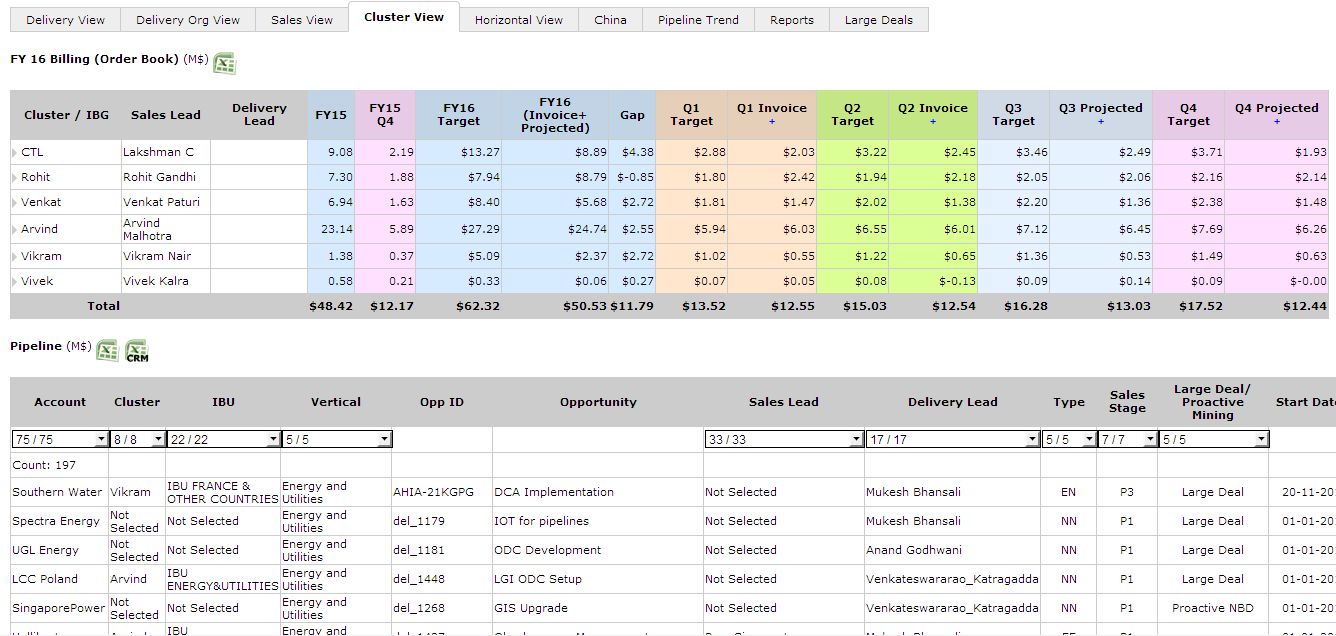 Delivery View Delivery Org View Sales View Cluster View Horizontal View China Pipeline Trend Reports Large Deals
FY 16 Billing (Order Book) (M$)
Cluster / IBG Sales Lead Delivery Lead FY15 FY15 Q4 FY16 Target FY16 (Invoice+ Projected) Gap Q1 Target Q1 Invoice + Q2 Target Q2 Invoice + Q3 Target Q3 Projected + Q4 Target Q4 Projected +
CTL Lakshman C 9.08 2.19 $13.27 $8.89 $4.38 $2.88 $2.03 $3.22 $2.45 $3.46 $2.49 $3.71 $1.93
Rohit Rohit Gandhi 7.30 1.88 $7.94 $8.79 $-0.85 $1.80 $2.42 $1.94 $2.18 $2.05 $2.06 $2.16 $2.14
Venkat Venkat Paturi 6.94 1.63 $8.40 $5.68 $2.72 $1.81 $1.47 $2.02 $1.38 $2.20 $1.36 $2.38 $1.48
Arvind Arvind Malhotra 23.14 5.89 $27.29 $24.74 $2.55 $5.94 $6.03 $6.55 $6.01 $7.12 $6.45 $7.69 $6.26
Vikram Vikram Nair 1.38 0.37 $5.09 $2.37 $2.72 $1.02 $0.55 $1.22 $0.65 $1.36 $0.53 $1.49 $0.63
Vivek Vivek Kalra 0.58 0.21 $0.33 $0.06 $0.27 $0.07 $0.05 $0.08 $-0.13 $0.09 $0.14 $0.09 $-0.00
Total $48.42 $12.17 $62.32 $50.53 $11.79 $13.52 $12.55 $15.03 $12.54 $16.28 $13.03 $17.52 $12.44
Pipeline (M$) CRM
Account Cluster IBU Vertical Opp ID Opportunity Sales Lead Delivery Lead Type Sales Stage Large Deal/ Proactive Mining Start Date
75 / 75 8 / 8 22 / 22 5 / 5 33 / 33 17 / 17 5 / 5 7 / 7 5 / 5
Count: 197
Southern Water Vikram IBU FRANCE & OTHER COUNTRIES Energy and Utilities AHIA-21KGPG DCA Implementation Not Selected Mukesh Bhansali EN P3 Large Deal 20-11-20
Spectra Energy Not Selected Not Selected Energy and Utilities del_1179 IOT for pipelines Not Selected Mukesh Bhansali NN P1 Large Deal 01-01-20
UGL Energy Not Selected Not Selected Energy and Utilities del_1181 ODC Development Not Selected Anand Godhwani NN P1 Large Deal 01-01-20
LCC Poland Arvind IBU ENERGY&UTILITIES Energy and Utilities del_1448 LGI ODC Setup Not Selected Venkateswararao_Katragadda NN P1 Large Deal 01-01-20
SingaporePower Not Selected Not Selected Energy and Utilities del_1268 GIS Upgrade Not Selected Venkateswararao_Katragadda NN P1 Proactive NBD 01-01-20
IBU Energy and